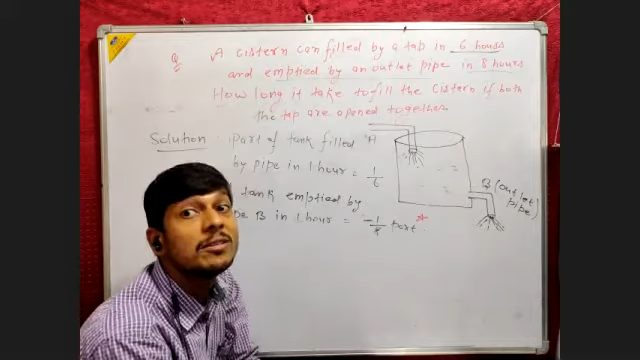 Q A cistern can filled by a tap in 6 hours
and emptied by an outlet pipe in 8 hours
How long it take to fill the cistern if both
the tap are opened together
Solution Part of tank filled A
by pipe in 1 hour = 1/6
tank emptied by
B in 1 hour = -1/8 part
B (outlet
pipe)